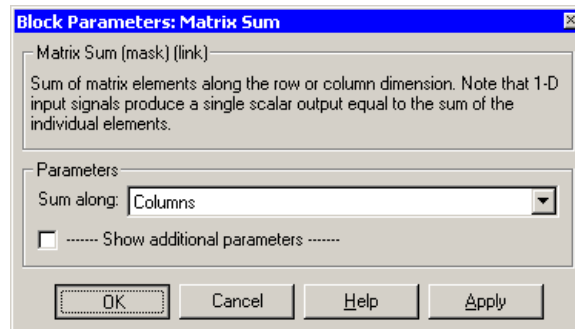 Block Parameters: Matrix Sum
Matrix Sum (mask) (link)
Sum of matrix elements along the row or column dimension. Note that 1-D
input signals produce a single scalar output equal to the sum of the
individual elements.
Parameters
Sum along: Columns
------- Show additional parameters -------
OK Cancel Help Apply